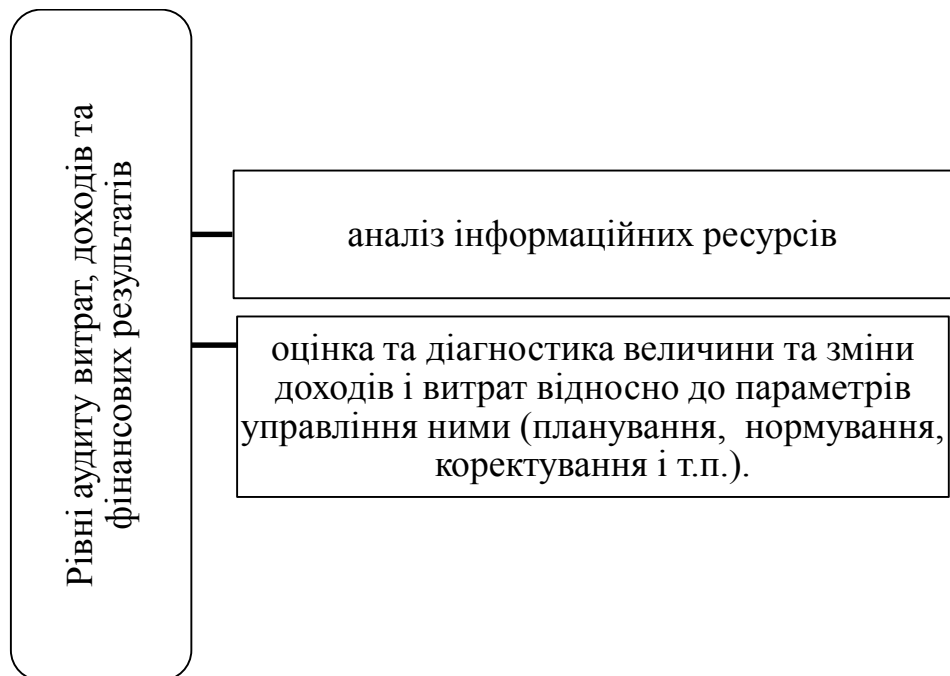 Рівні аудиту витрат, доходів та
фінансових результатів
аналіз інформаційних ресурсів
оцінка та діагностика величини та зміни
доходів і витрат відносно до параметрів
управління ними (планування, нормування,
коректування і т.п.).